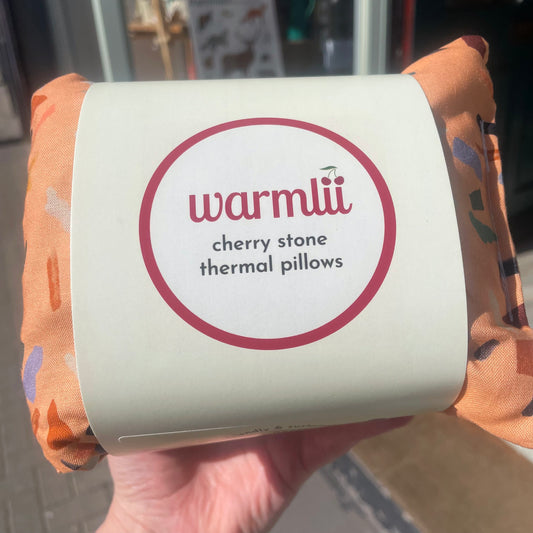 warmlii
cherry stone
thermal pillows